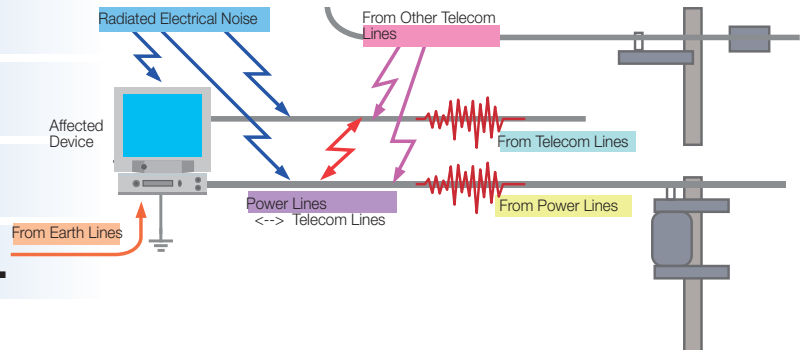 Radiated Electrical Noise
From Other Telecom
Lines
Affected
Device
From Telecom Lines
Power Lines
<--> Telecom Lines
From Power Lines
From Earth Lines